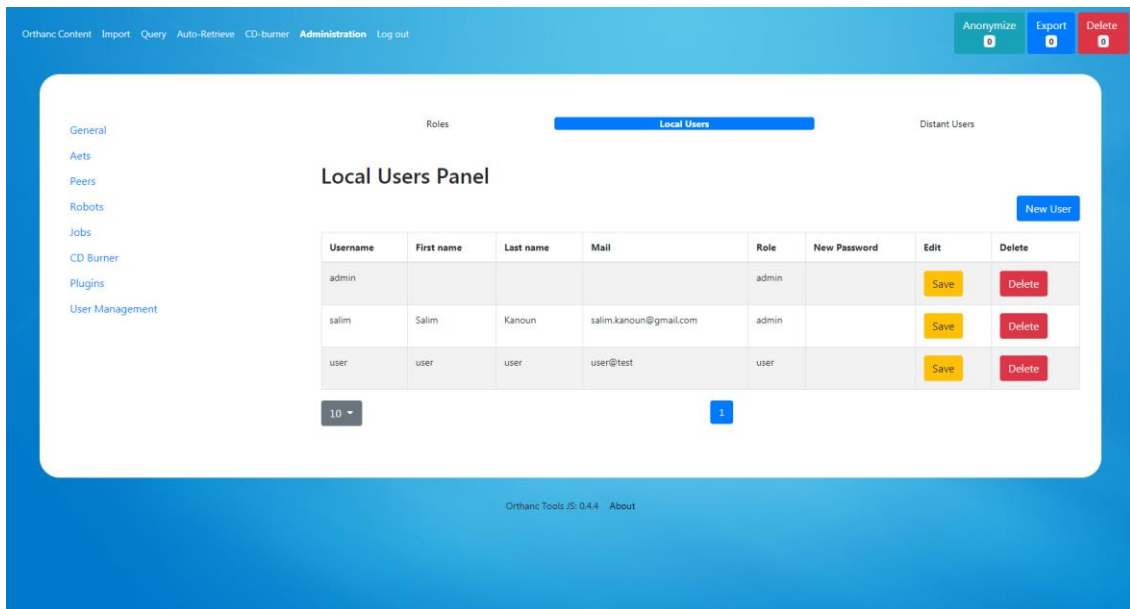 Orthanc Content Import Query Auto-Retrieve CD-burner Administration Log out
Anonymize 0 Export 0 Delete 0
General
Aets
Peers
Robots
Jobs
CD Burner
Plugins
User Management
Roles Local Users Distant Users
Local Users Panel
New User
Username First name Last name Mail Role New Password Edit Delete
admin admin Save Delete
salim Salim Kanoun salim.kanoun@gmail.com admin Save Delete
user user user user@test user Save Delete
10 1
Orthanc Tools JS: 0.4.4 About